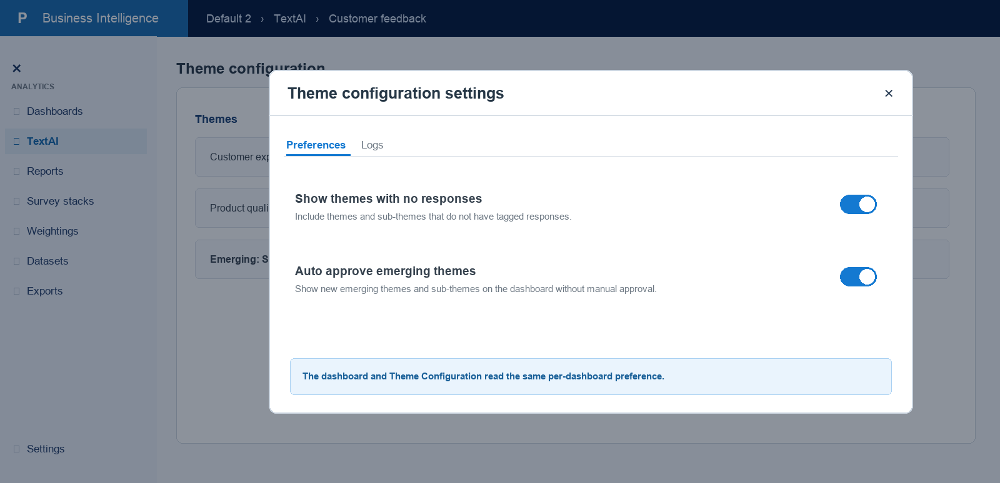 P Business Intelligence
Default 2 › TextAI › Customer feedback
✕
ANALYTICS
Dashboards
TextAI
Reports
Survey stacks
Weightings
Datasets
Exports
Settings
Theme configuration
Themes
Customer
Product
Emerging:
Theme configuration settings ✕
Preferences Logs
Show themes with no responses
Include themes and sub-themes that do not have tagged responses.
Auto approve emerging themes
Show new emerging themes and sub-themes on the dashboard without manual approval.
The dashboard and Theme Configuration read the same per-dashboard preference.